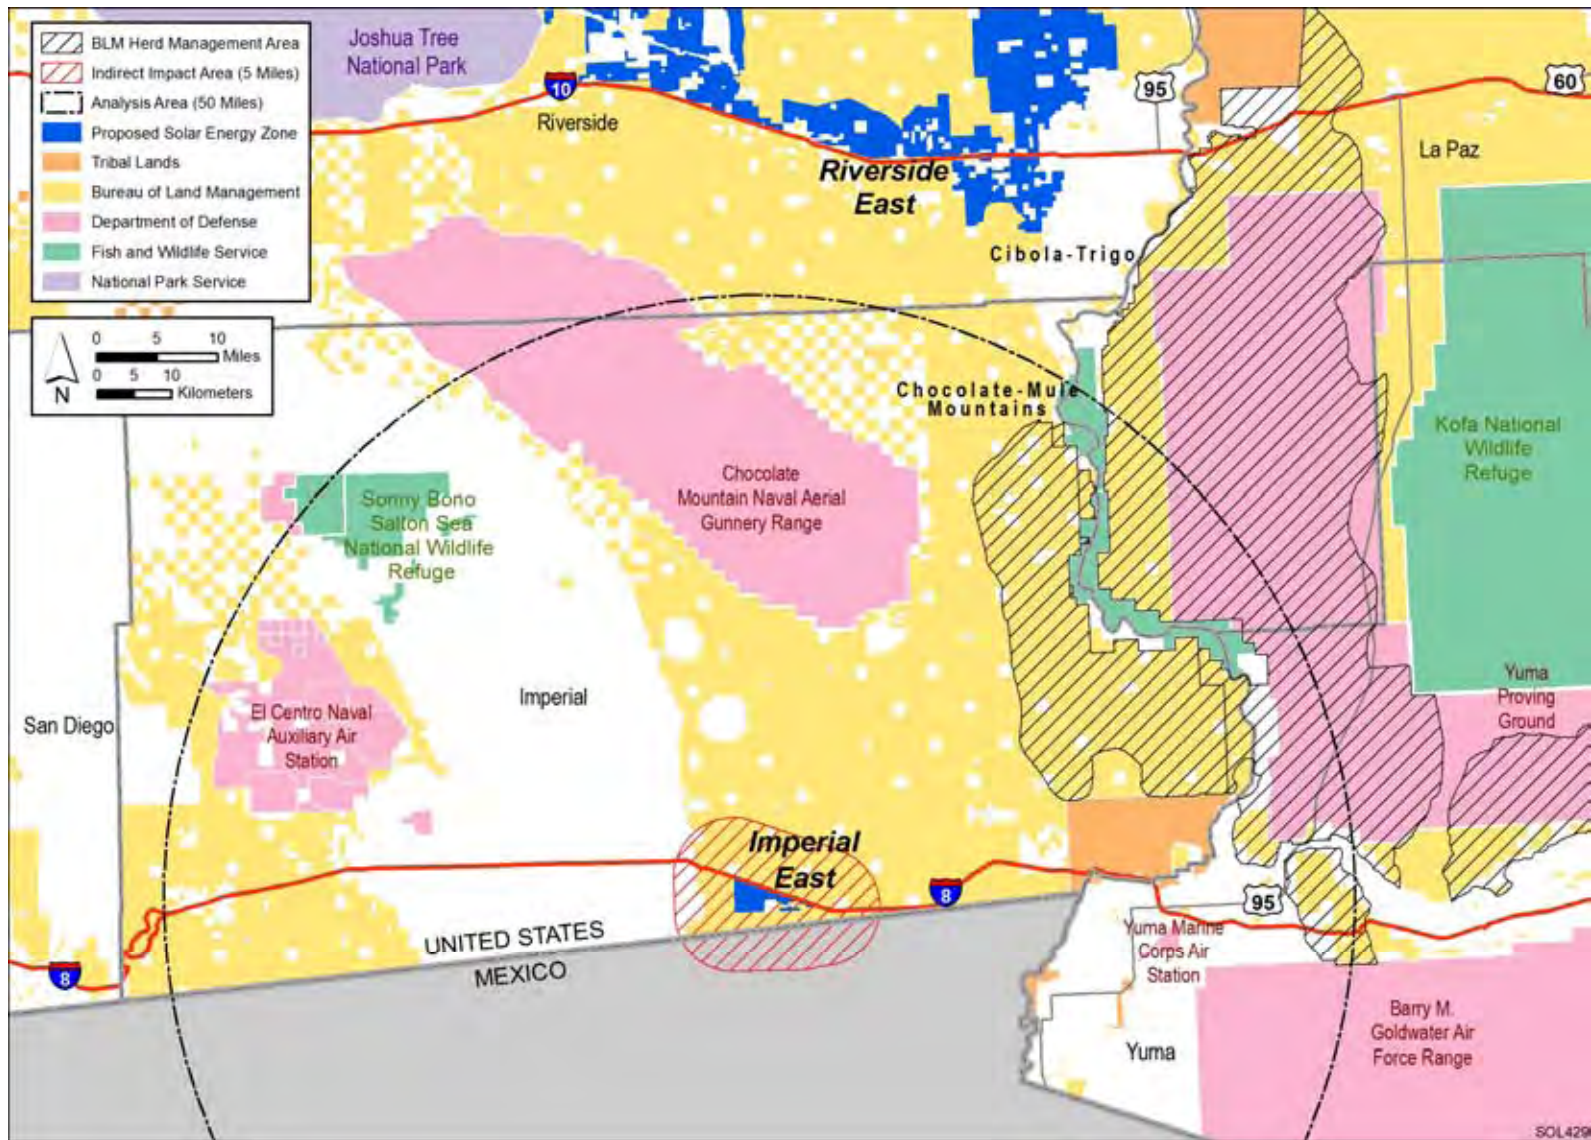 BLM Herd Management Area
Indirect Impact Area (5 Miles)
Analysis Area (50 Miles)
Proposed Solar Energy Zone
Tribal Lands
Bureau of Land Management
Department of Defense
Fish and Wildlife Service
National Park Service
0 5 10
Miles
0 5 10
Kilometers
N
Joshua Tree
National Park
10
Riverside
95
60
La Paz
Riverside
East
Cibola-Trigo
Chocolate-Mule
Mountains
Kofa National
Wildlife
Refuge
Chocolate
Mountain Naval Aerial
Gunnery Range
Sonny Bono
Salton Sea
National Wildlife
Refuge
Imperial
San Diego
El Centro Naval
Auxiliary Air
Station
Yuma
Proving
Ground
Imperial
East
8
95
UNITED STATES
MEXICO
8
Yuma Marine
Corps Air
Station
Yuma
Barry M.
Goldwater Air
Force Range